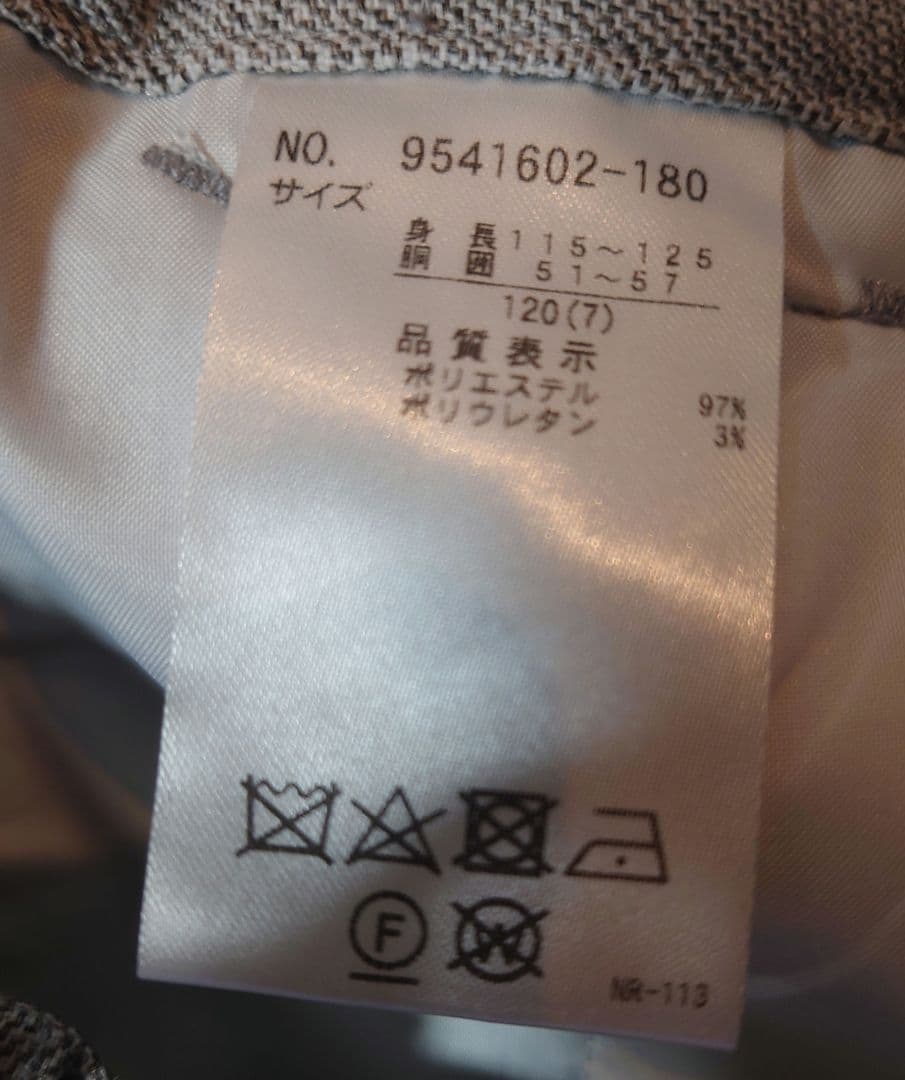 NO. 9541602-180
サイズ
身長 115～125
胴囲 51～57
120(7)
品質表示
ポリエステル 97%
ポリウレタン 3%
F
W
NR-113